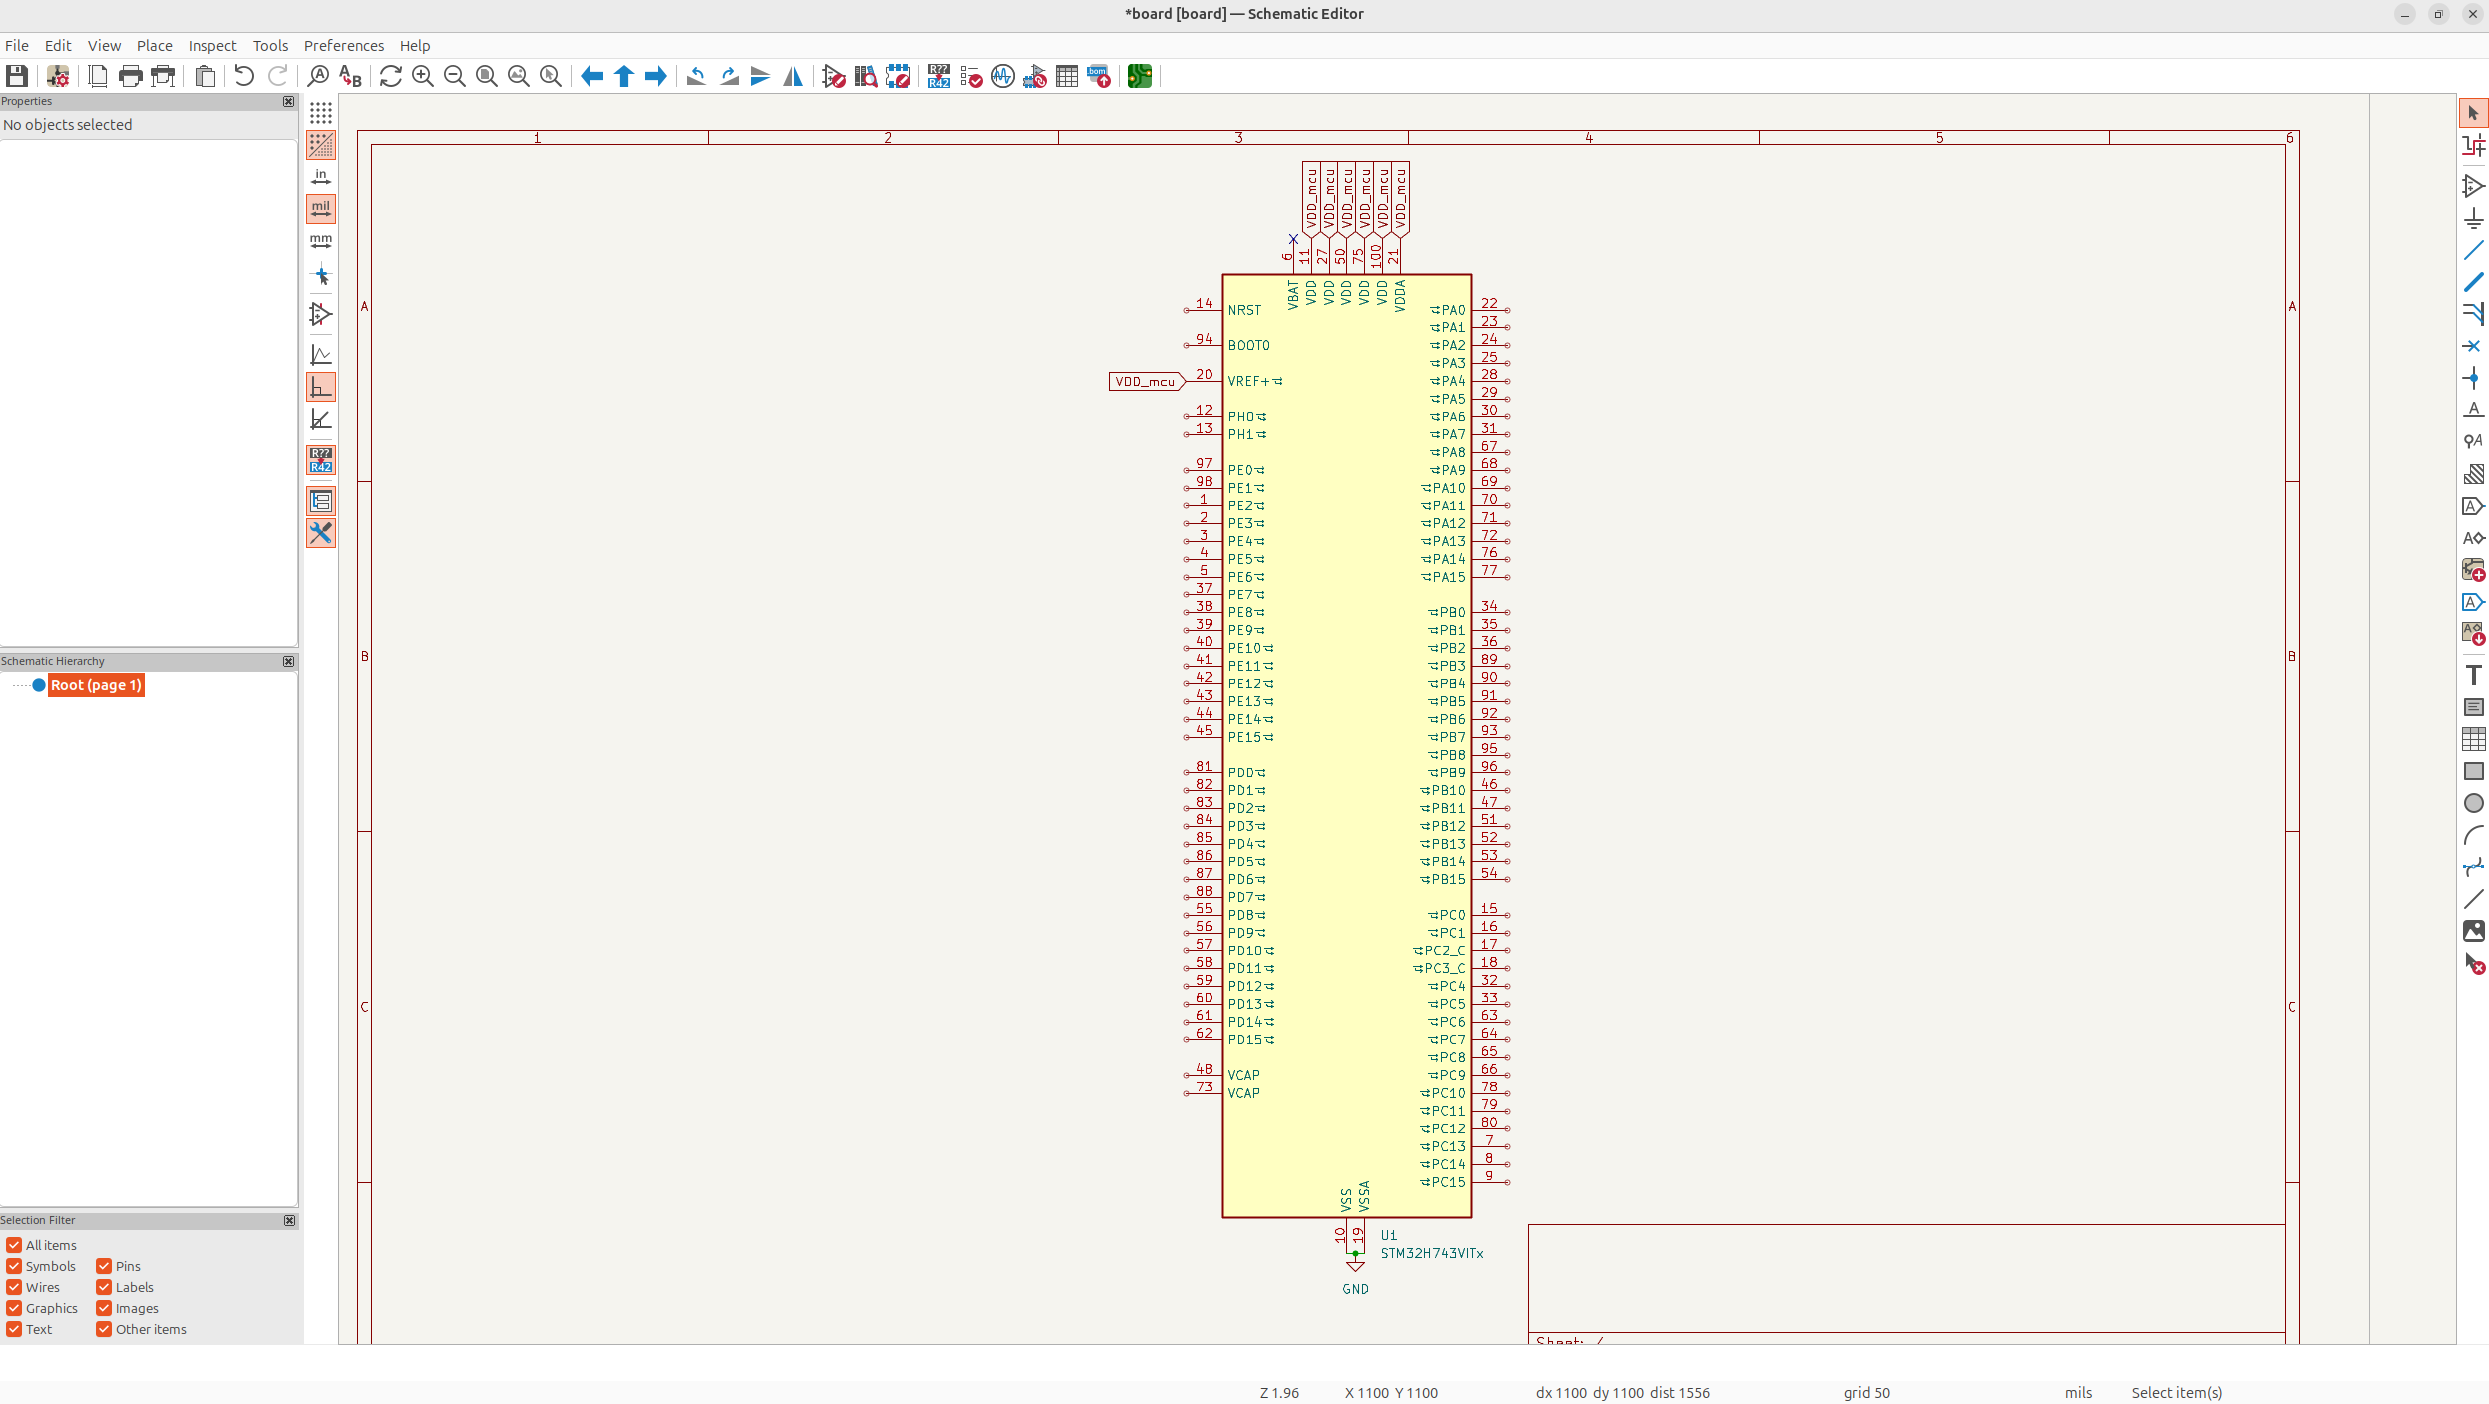 *board [board] — Schematic Editor
File Edit View Place Inspect Tools Preferences Help
Properties
No objects selected
in
mil
mm
R??
R42
Schematic Hierarchy
Root (page 1)
Selection Filter
All items
Symbols Pins
Wires Labels
Graphics Images
Text Other items
1 2 3 4 5 6
A
B
C
A
B
C
VDD_mcu
VDD_mcu
VDD_mcu
VDD_mcu
VDD_mcu
VDD_mcu
6 11 27 50 75 100 21
VBAT VDD VDD VDD VDD VDD VDDA
14 NRST
94 BOOT0
VDD_mcu 20 VREF+
12 PH0
13 PH1
97 PE0
98 PE1
1 PE2
2 PE3
3 PE4
4 PE5
5 PE6
37 PE7
38 PE8
39 PE9
40 PE10
41 PE11
42 PE12
43 PE13
44 PE14
45 PE15
81 PD0
82 PD1
83 PD2
84 PD3
85 PD4
86 PD5
87 PD6
88 PD7
55 PD8
56 PD9
57 PD10
58 PD11
59 PD12
60 PD13
61 PD14
62 PD15
48 VCAP
73 VCAP
PA0 22
PA1 23
PA2 24
PA3 25
PA4 28
PA5 29
PA6 30
PA7 31
PA8 67
PA9 68
PA10 69
PA11 70
PA12 71
PA13 72
PA14 76
PA15 77
PB0 34
PB1 35
PB2 36
PB3 89
PB4 90
PB5 91
PB6 92
PB7 93
PB8 95
PB9 96
PB10 46
PB11 47
PB12 51
PB13 52
PB14 53
PB15 54
PC0 15
PC1 16
PC2_C 17
PC3_C 18
PC4 32
PC5 33
PC6 63
PC7 64
PC8 65
PC9 66
PC10 78
PC11 79
PC12 80
PC13 7
PC14 8
PC15 9
VSS VSSA
10 19
U1
STM32H743VITx
GND
Sheet: /
Z 1.96 X 1100 Y 1100 dx 1100 dy 1100 dist 1556 grid 50 mils Select item(s)